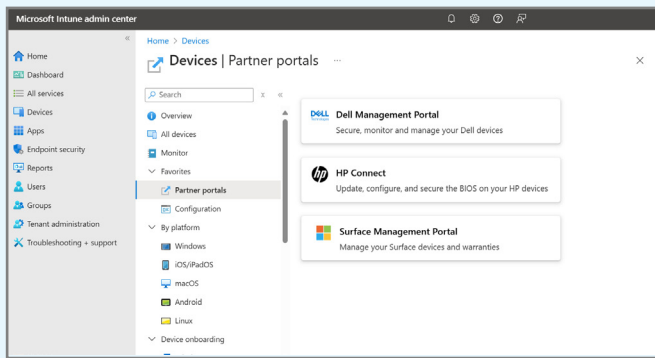 Microsoft Intune admin center
Home
Dashboard
All services
Devices
Apps
Endpoint security
Reports
Users
Groups
Tenant administration
Troubleshooting + support
Home > Devices
Devices | Partner portals ...
Search
Overview
All devices
Monitor
Favorites
Partner portals
Configuration
By platform
Windows
iOS/iPadOS
macOS
Android
Linux
Device onboarding
DELL Technologies
Dell Management Portal
Secure, monitor and manage your Dell devices
hp
HP Connect
Update, configure, and secure the BIOS on your HP devices
Surface Management Portal
Manage your Surface devices and warranties